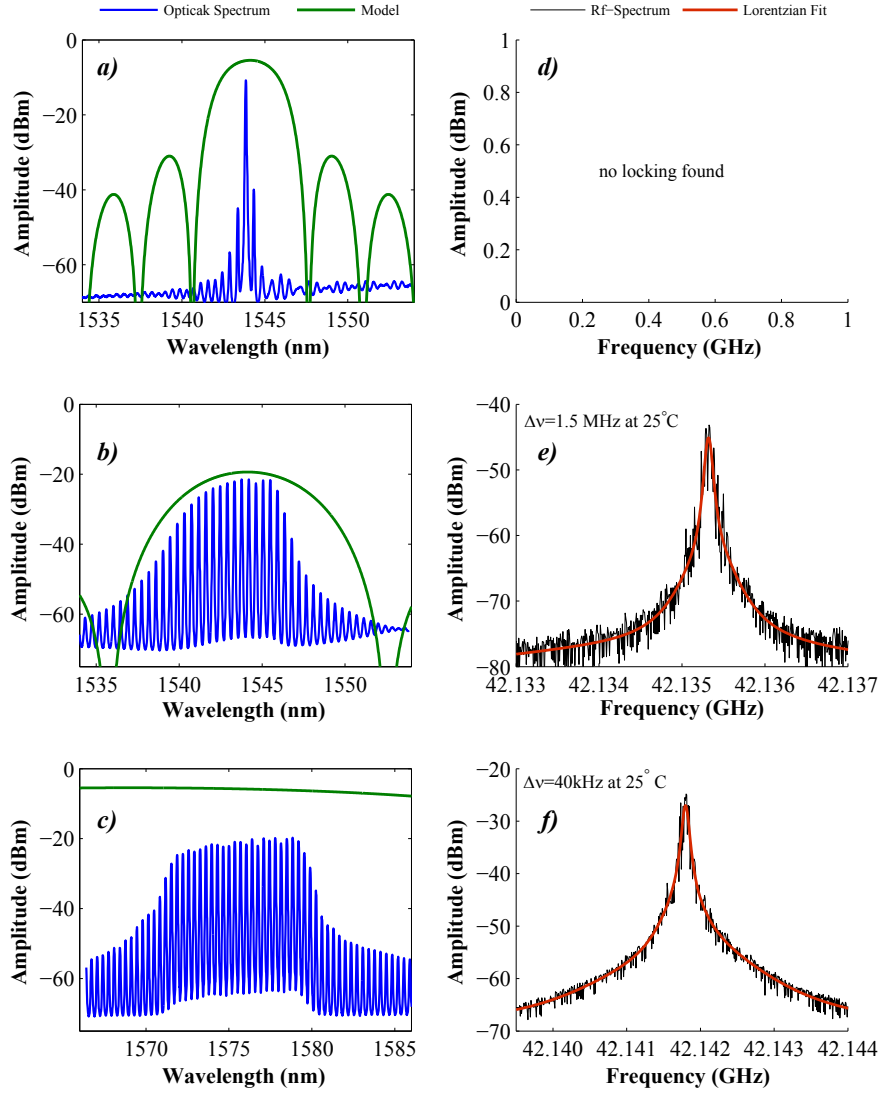 Opticak Spectrum Model
Rf−Spectrum Lorentzian Fit
a)
Amplitude (dBm)
0
−20
−40
−60
1535 1540 1545 1550
Wavelength (nm)
d)
no locking found
Amplitude (dBm)
1
0.8
0.6
0.4
0.2
0
0 0.2 0.4 0.6 0.8 1
Frequency (GHz)
b)
Amplitude (dBm)
0
−20
−40
−60
1535 1540 1545 1550
Wavelength (nm)
Δν=1.5 MHz at 25°C
e)
Amplitude (dBm)
−40
−50
−60
−70
−80
42.133 42.134 42.135 42.136 42.137
Frequency (GHz)
c)
Amplitude (dBm)
0
−20
−40
−60
1570 1575 1580 1585
Wavelength (nm)
Δν=40kHz at 25° C
f)
Amplitude (dBm)
−20
−30
−40
−50
−60
−70
42.140 42.141 42.142 42.143 42.144
Frequency (GHz)